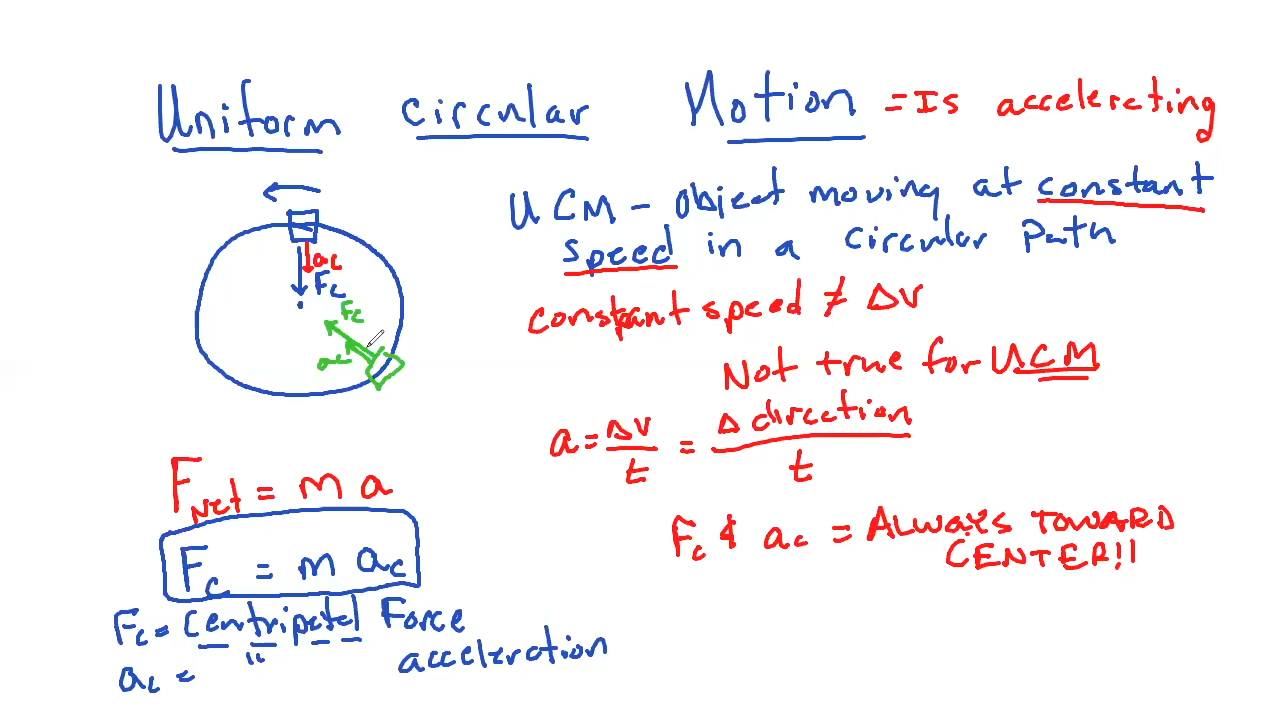 Uniform circular Motion = Is accelerating
UCM - object moving at constant
speed in a circular path
ac
Fc
Fc
ac
constant speed ≠ Δv
Not true for UCM
a = Δv/t = Δ direction/t
FNet = m a
Fc = m ac
Fc & ac = ALWAYS TOWARD
CENTER!!
Fc = Centripetal Force
ac = " acceleration